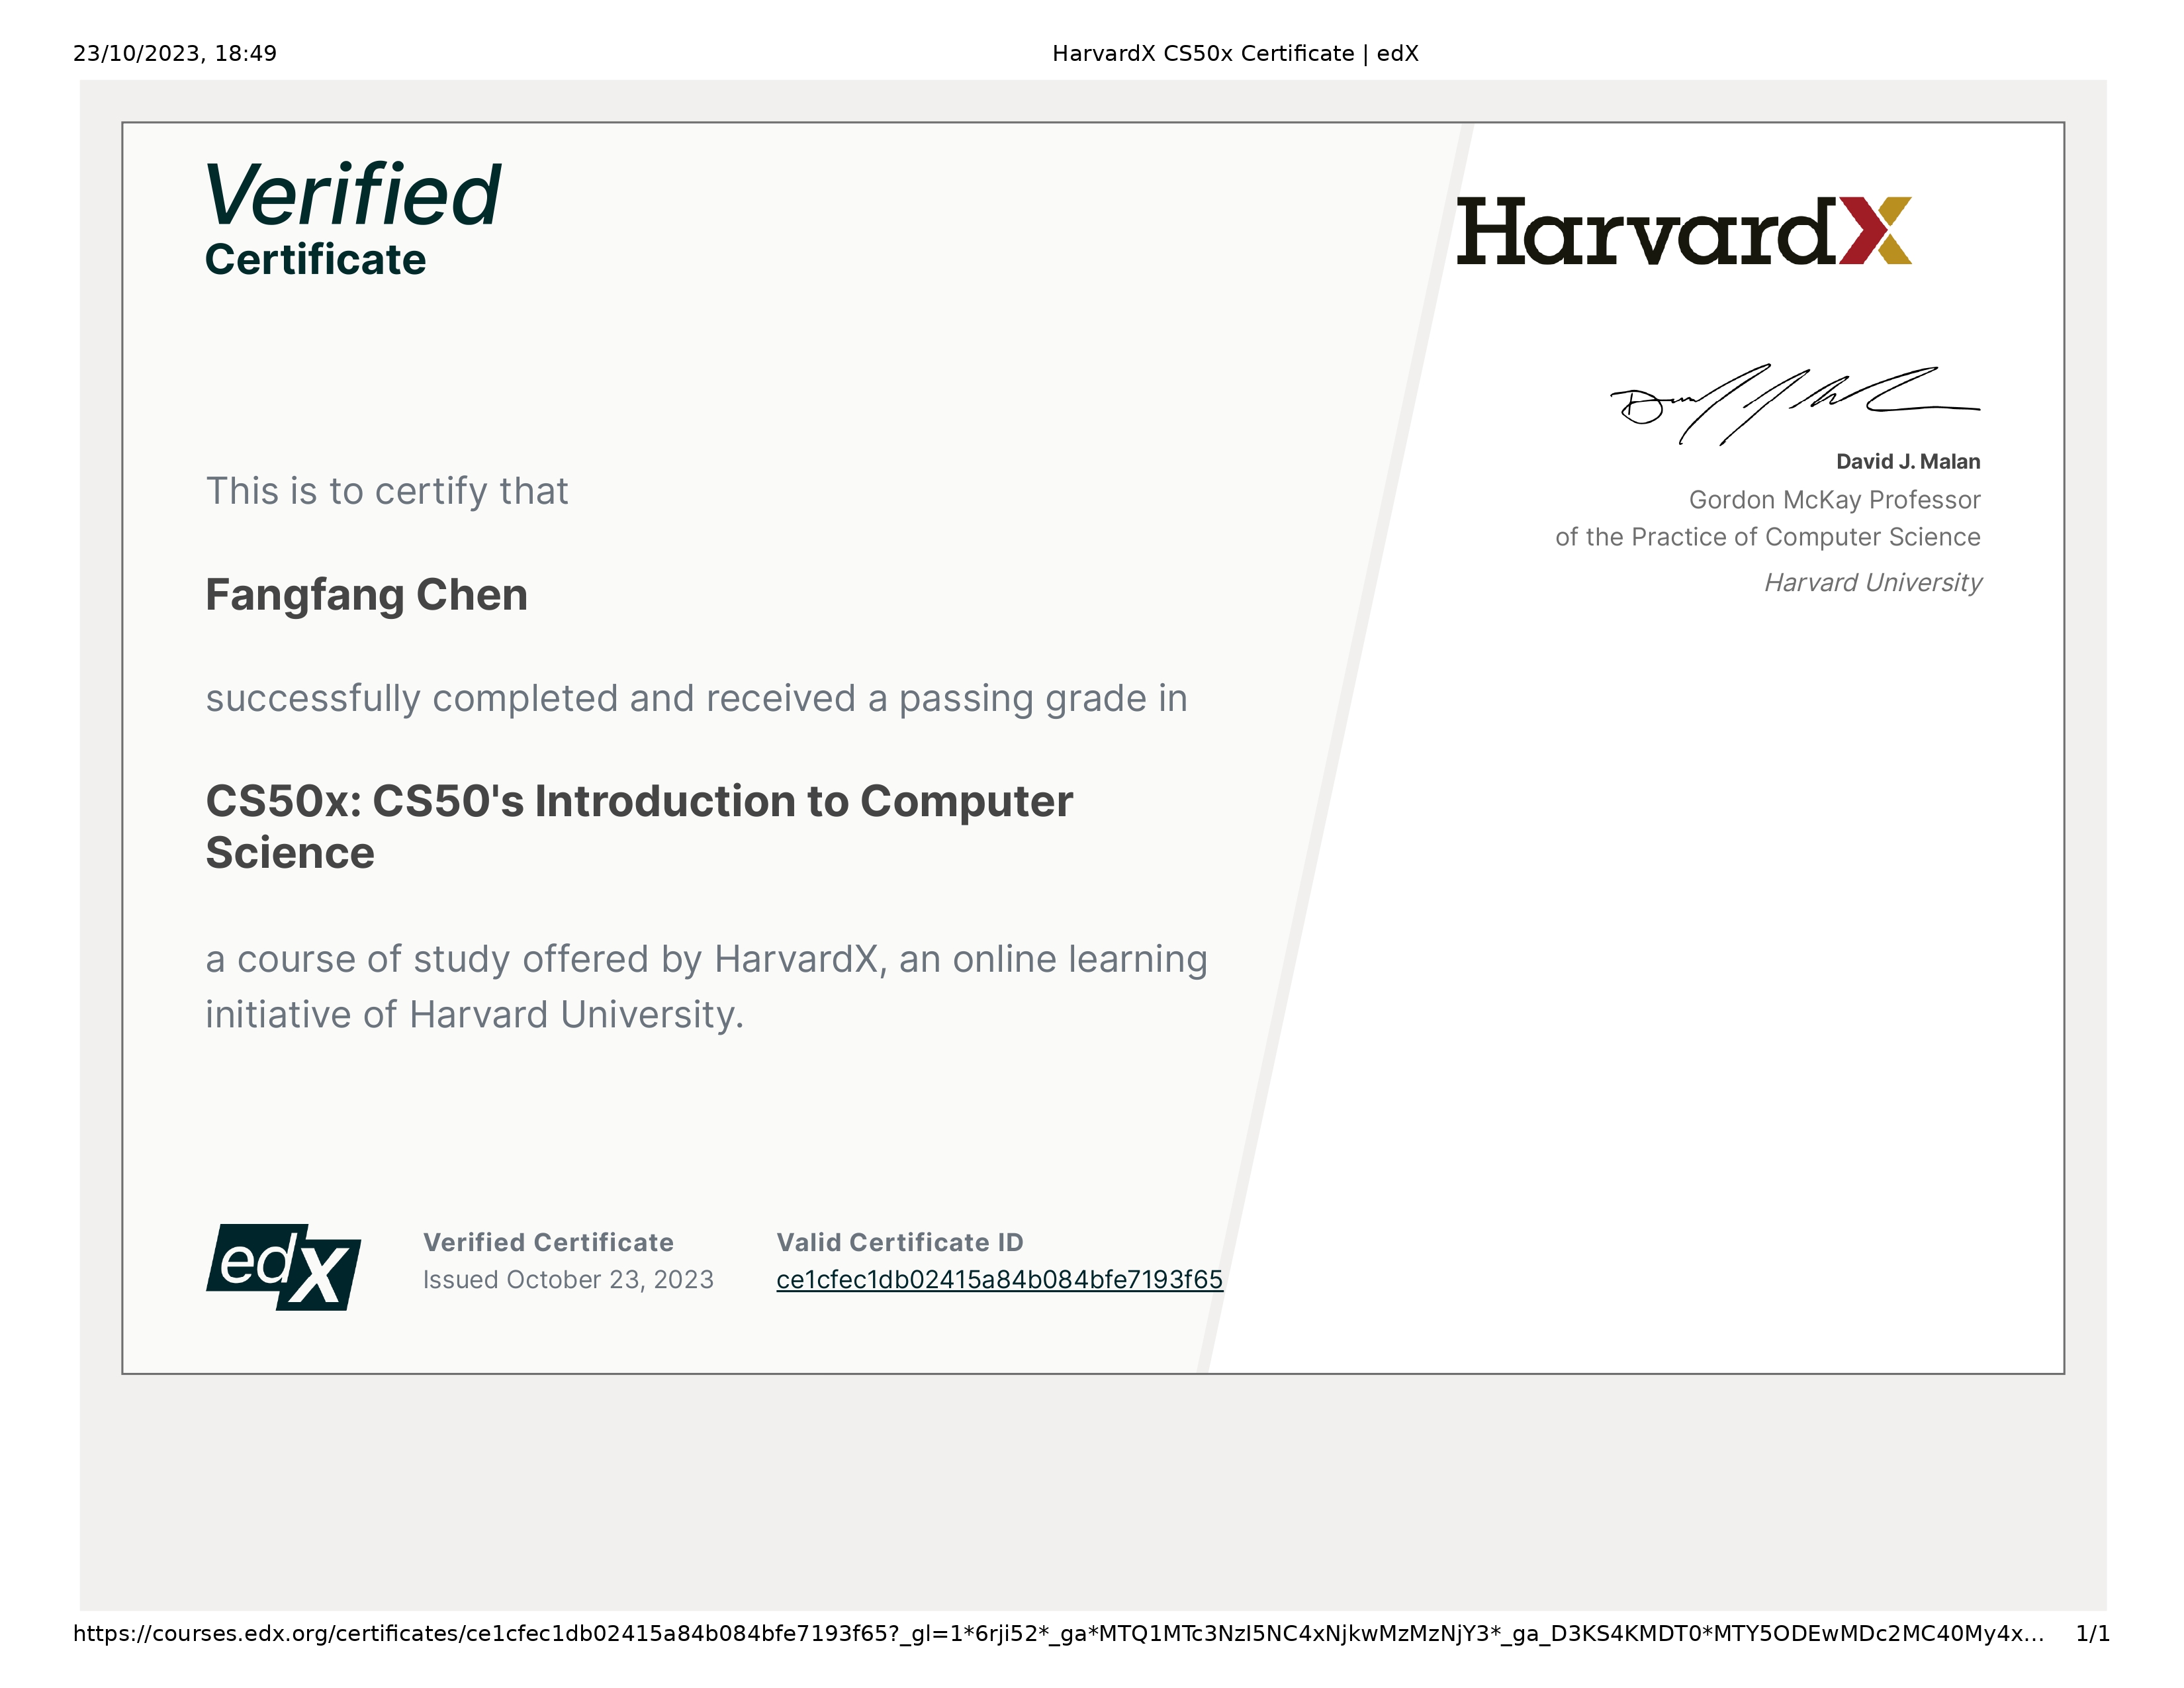 23/10/2023, 18:49
HarvardX CS50x Certificate | edX
Verified
Certificate
HarvardX
David J. Malan
Gordon McKay Professor
of the Practice of Computer Science
Harvard University
This is to certify that
Fangfang Chen
successfully completed and received a passing grade in
CS50x: CS50's Introduction to Computer
Science
a course of study offered by HarvardX, an online learning
initiative of Harvard University.
edX
Verified Certificate
Issued October 23, 2023
Valid Certificate ID
ce1cfec1db02415a84b084bfe7193f65
https://courses.edx.org/certificates/ce1cfec1db02415a84b084bfe7193f65?_gl=1*6rji52*_ga*MTQ1MTc3NzI5NC4xNjkwMzMzNjY3*_ga_D3KS4KMDT0*MTY5ODEwMDc2MC40My4x…
1/1